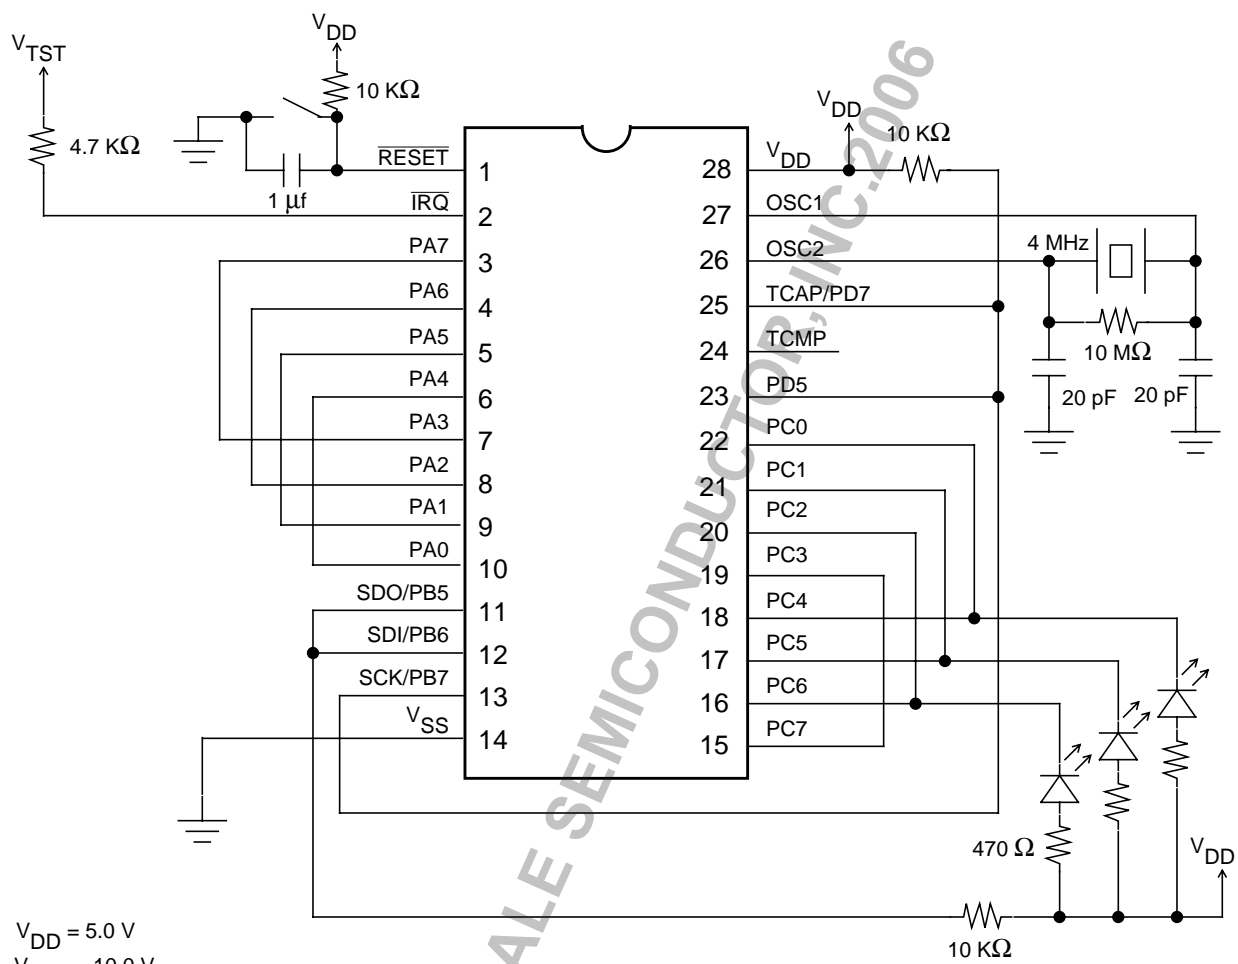 VTST
VDD
10 KΩ
4.7 KΩ
1 μf
RESET
IRQ
PA7
PA6
PA5
PA4
PA3
PA2
PA1
PA0
SDO/PB5
SDI/PB6
SCK/PB7
VSS
1
2
3
4
5
6
7
8
9
10
11
12
13
14
28
27
26
25
24
23
22
21
20
19
18
17
16
15
VDD
OSC1
OSC2
TCAP/PD7
TCMP
PD5
PC0
PC1
PC2
PC3
PC4
PC5
PC6
PC7
VDD
10 KΩ
4 MHz
10 MΩ
20 pF
20 pF
470 Ω
VDD
10 KΩ
VDD = 5.0 V
ALE SEMICONDUCTOR, INC.2006